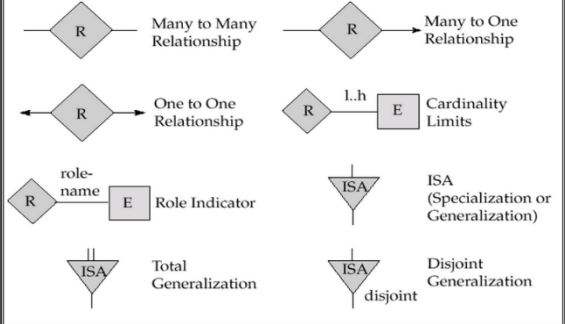 R
Many to Many
Relationship
R
Many to One
Relationship
R
One to One
Relationship
R
l..h
E
Cardinality
Limits
R
role-
name
E
Role Indicator
ISA
ISA
(Specialization or
Generalization)
ISA
Total
Generalization
ISA
disjoint
Disjoint
Generalization